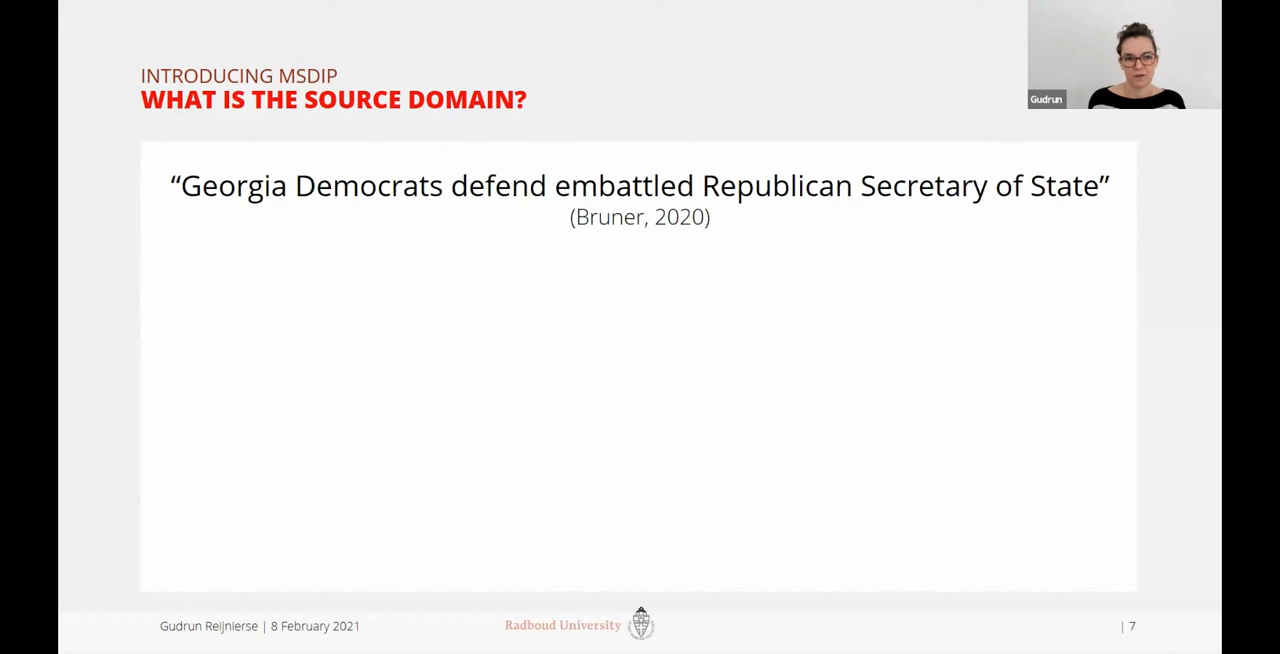 INTRODUCING MSDIP
WHAT IS THE SOURCE DOMAIN?
Gudrun
“Georgia Democrats defend embattled Republican Secretary of State”
(Bruner, 2020)
Gudrun Reijnierse | 8 February 2021
Radboud University
| 7